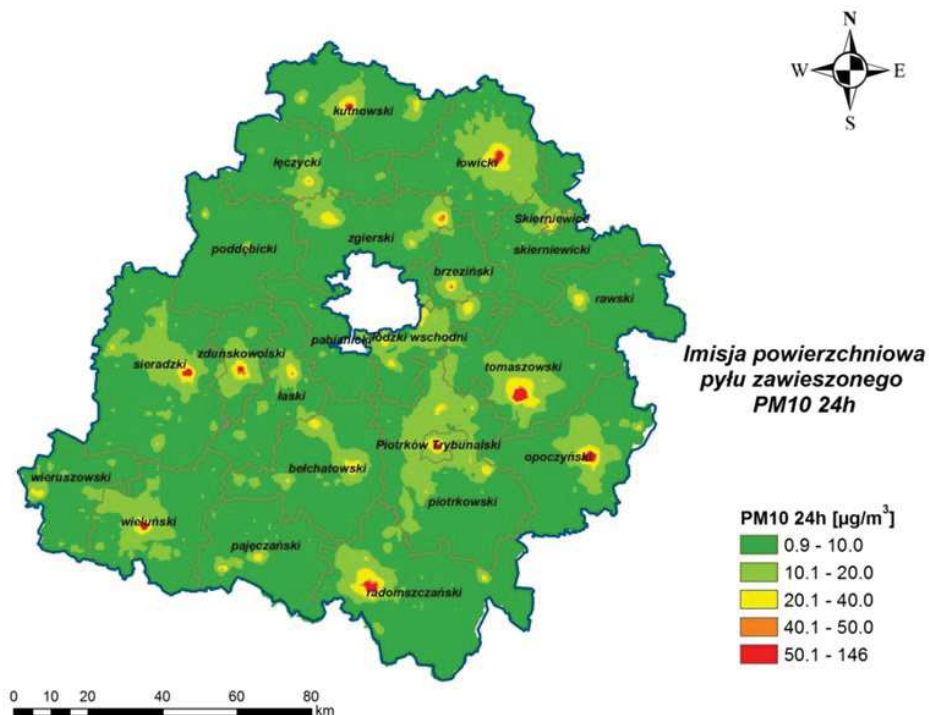 N
W E
S
kutnowski
łęczycki
łowicki
Skierniewice
poddębicki
zgierski
skierniewicki
brzeziński
rawski
łódzki wschodni
sieradzki
zduńskowolski
łaski
tomaszowski
Imisja powierzchniowa
pyłu zawieszonego
PM10 24h
Piotrków Trybunalski
opoczyński
bełchatowski
wieruszowski
piotrkowski
wieluński
pajęczański
radomszczański
PM10 24h [µg/m³]
0.9 - 10.0
10.1 - 20.0
20.1 - 40.0
40.1 - 50.0
50.1 - 146
0 10 20 40 60 80
km